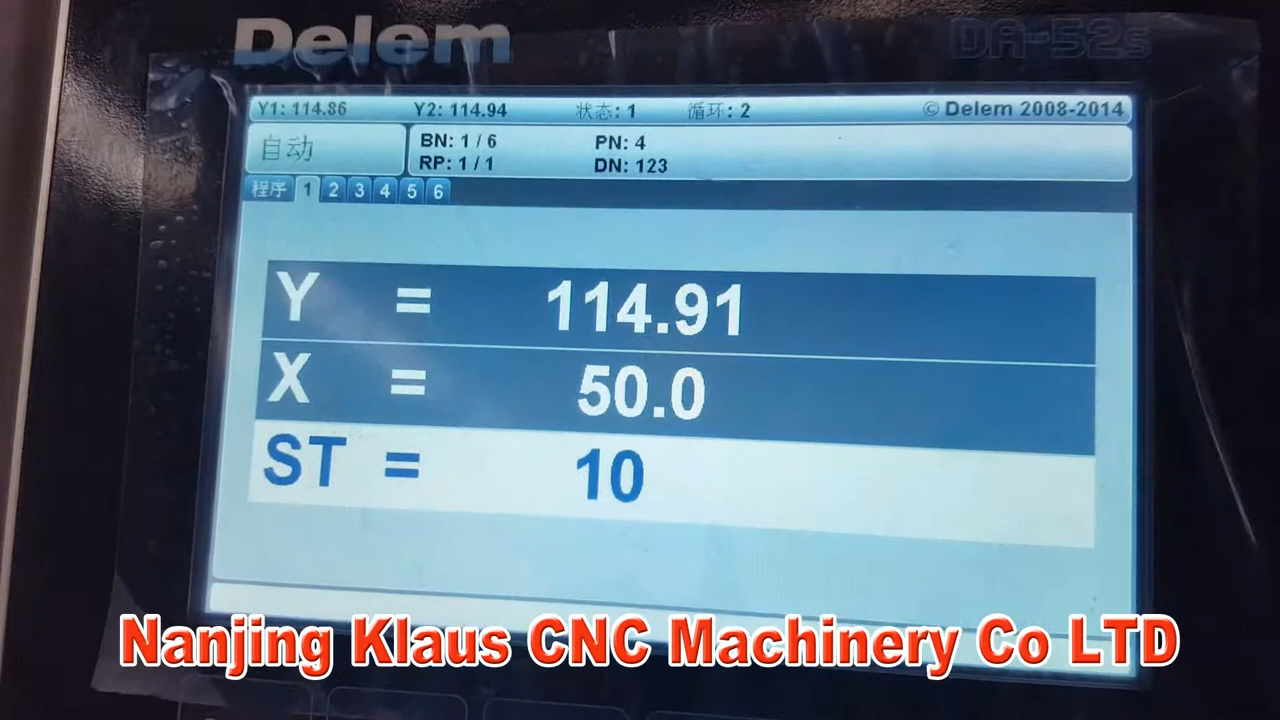 Delem DA-52s
Y1: 114.86 Y2: 114.94 状态: 1 循环: 2 © Delem 2008-2014
自动 BN: 1 / 6 PN: 4
RP: 1 / 1 DN: 123
程序 1 2 3 4 5 6
Y = 114.91
X = 50.0
ST = 10
Nanjing Klaus CNC Machinery Co LTD